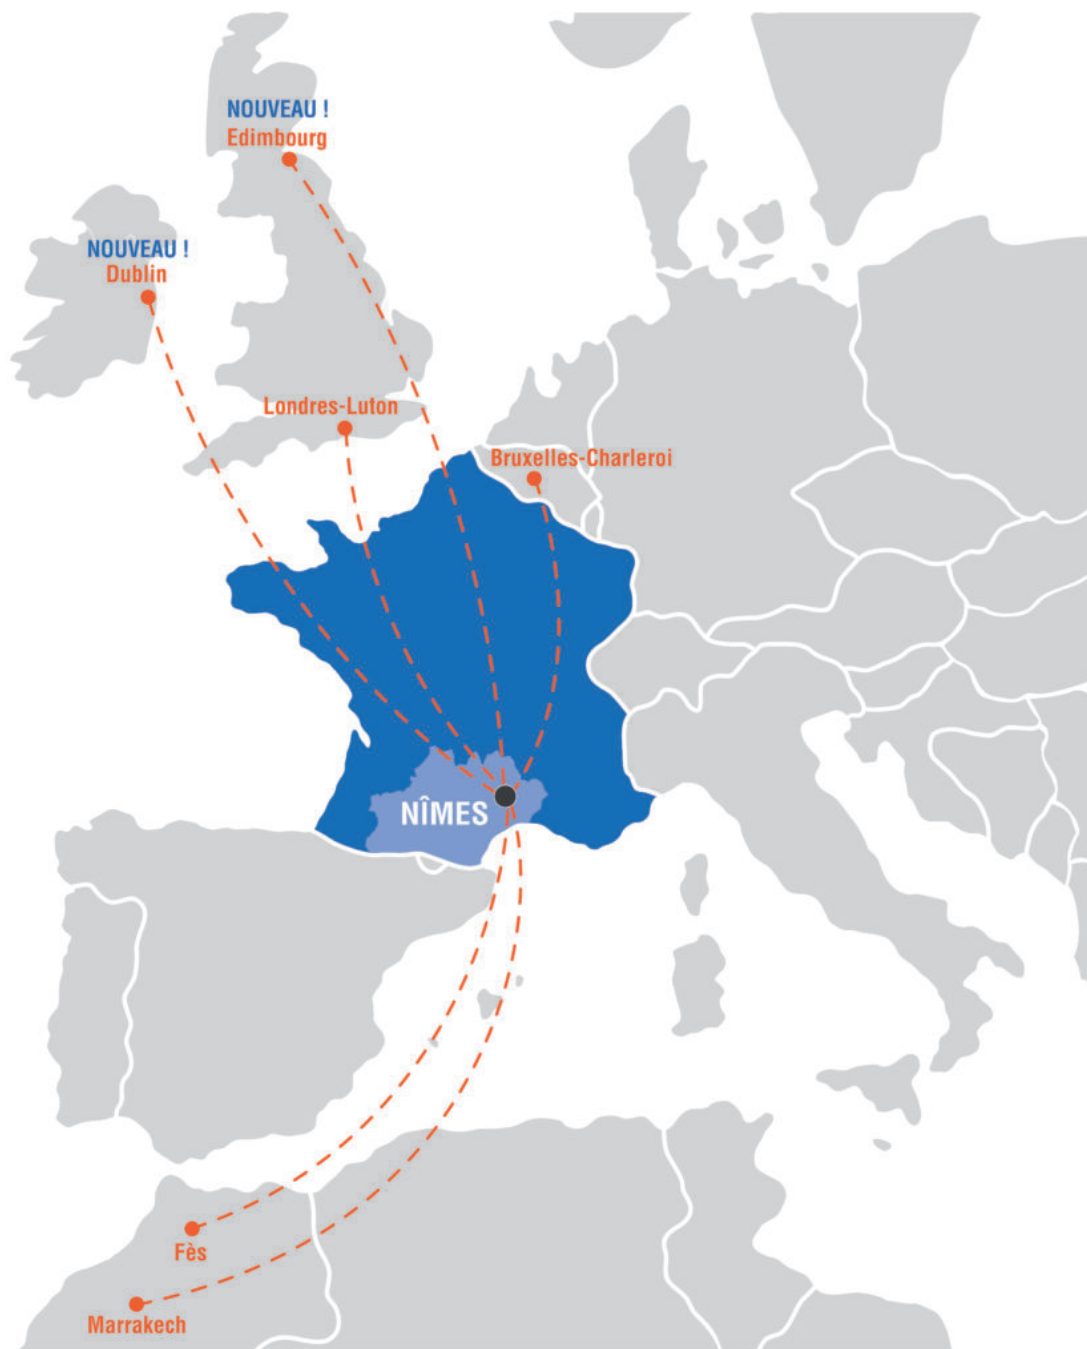 NOUVEAU !
Edimbourg
NOUVEAU !
Dublin
Londres-Luton
Bruxelles-Charleroi
NÎMES
Fès
Marrakech